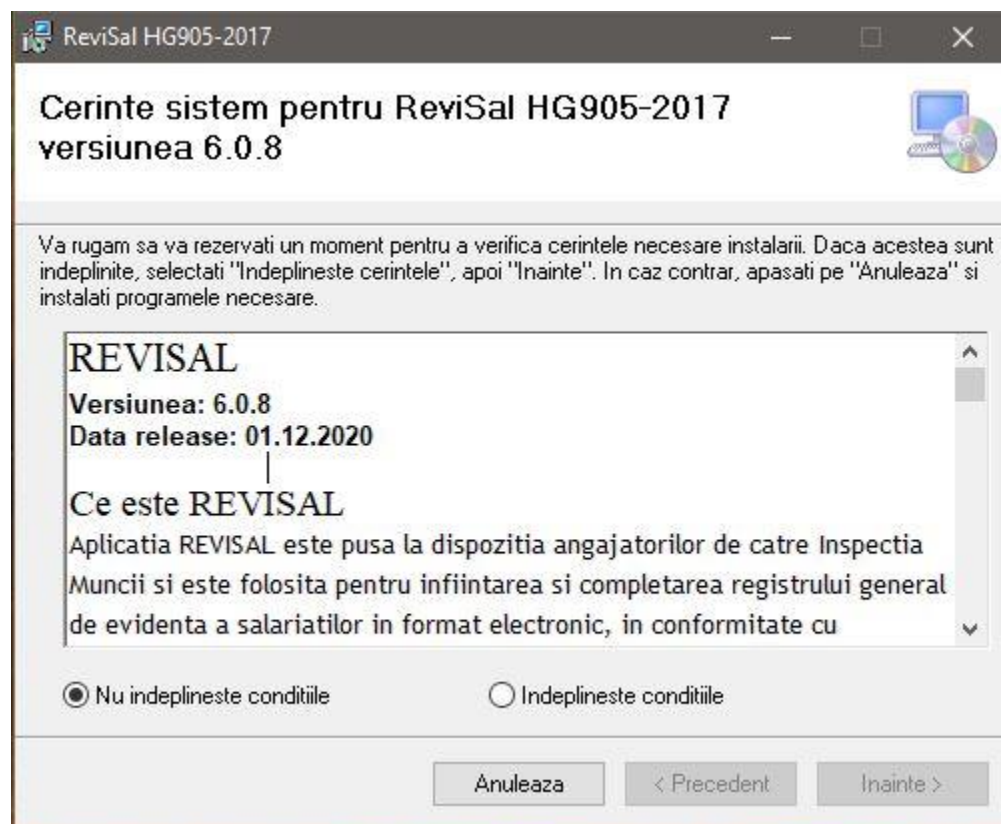 ReviSal HG905-2017
Cerinte sistem pentru ReviSal HG905-2017
versiunea 6.0.8
Va rugam sa va rezervati un moment pentru a verifica cerintele necesare instalarii. Daca acestea sunt
indeplinite, selectati "Indeplineste cerintele", apoi "Inainte". In caz contrar, apasati pe "Anuleaza" si
instalati programele necesare.
REVISAL
Versiunea: 6.0.8
Data release: 01.12.2020
Ce este REVISAL
Aplicatia REVISAL este pusa la dispozitia angajatorilor de catre Inspectia
Muncii si este folosita pentru infiintarea si completarea registrului general
de evidenta a salariatilor in format electronic, in conformitate cu
Nu indeplineste conditiile
Indeplineste conditiile
Anuleaza
< Precedent
Inainte >